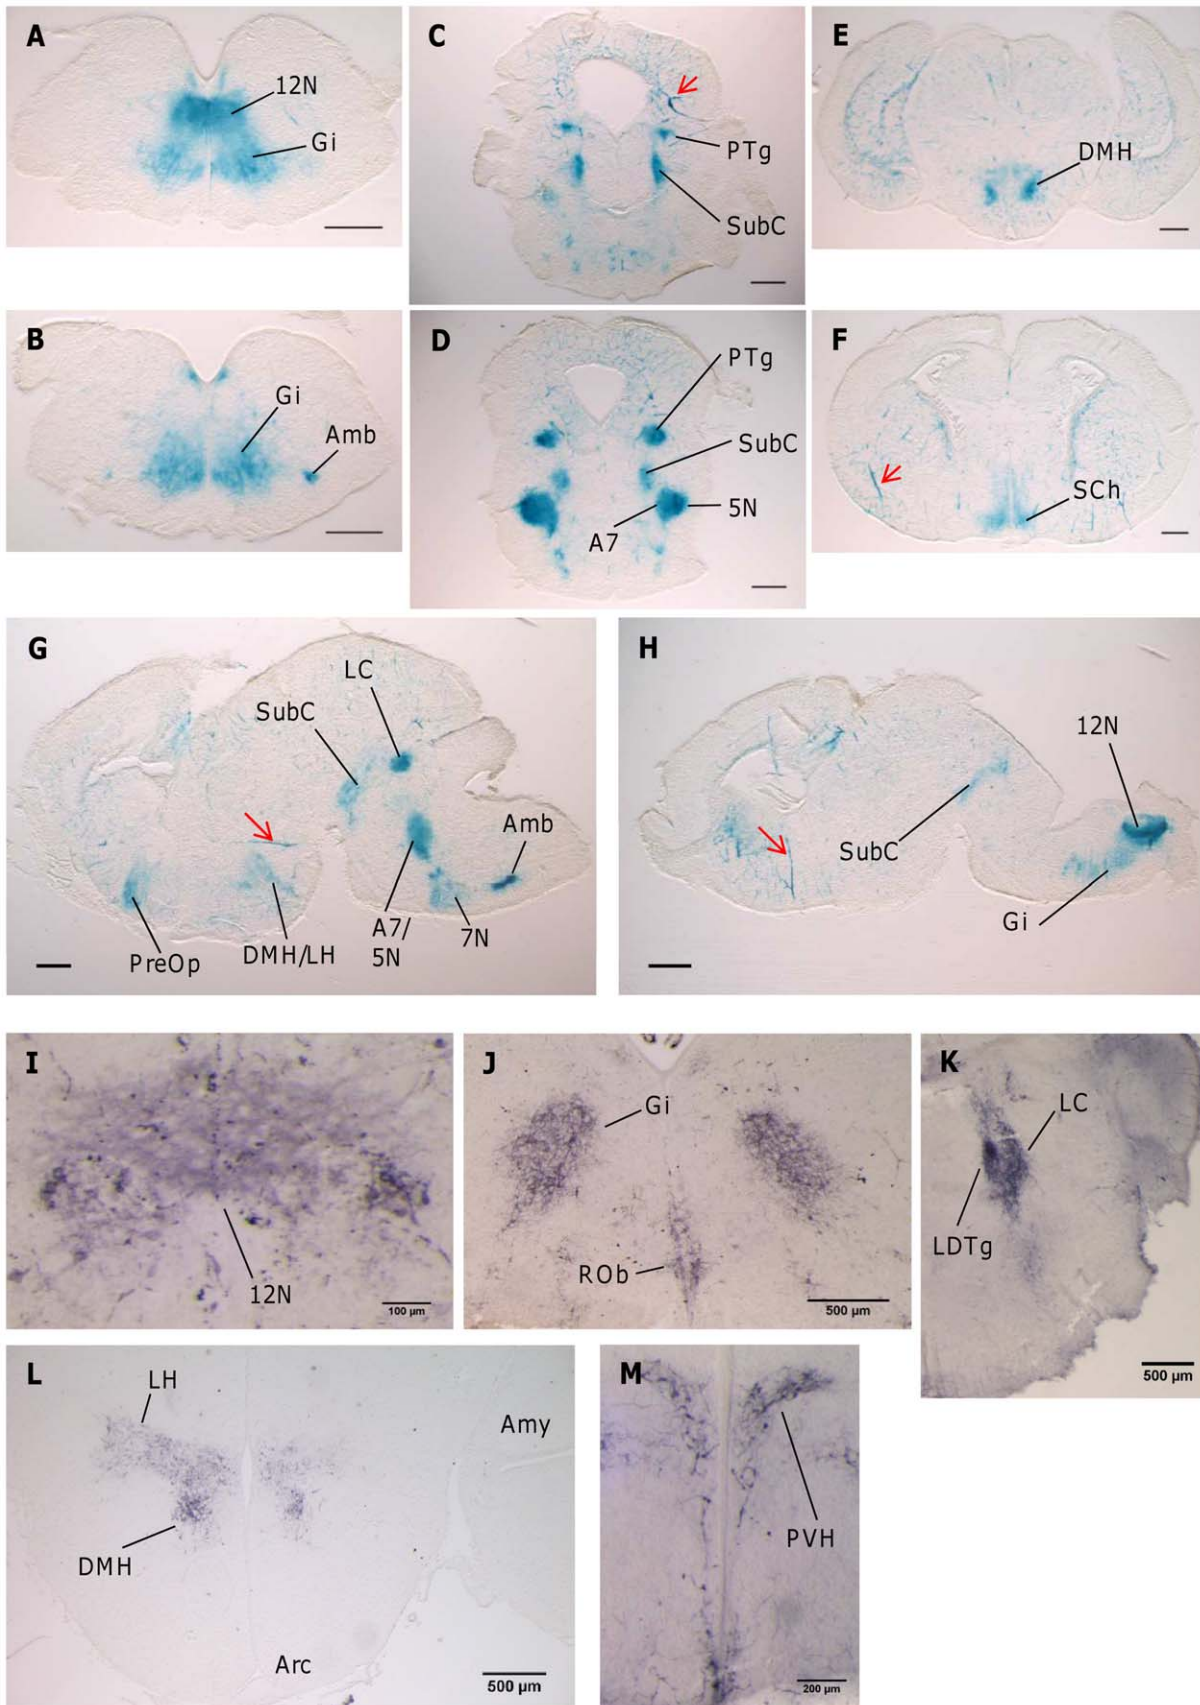 A
12N
Gi
B
Gi
Amb
C
PTg
SubC
D
PTg
SubC
5N
A7
E
DMH
F
SCh
G
LC
SubC
Amb
A7/
5N
7N
DMH/LH
PreOp
H
12N
SubC
Gi
I
12N
100 µm
J
Gi
ROb
500 µm
K
LC
LDTg
500 µm
L
LH
Amy
DMH
Arc
500 µm
M
PVH
200 µm